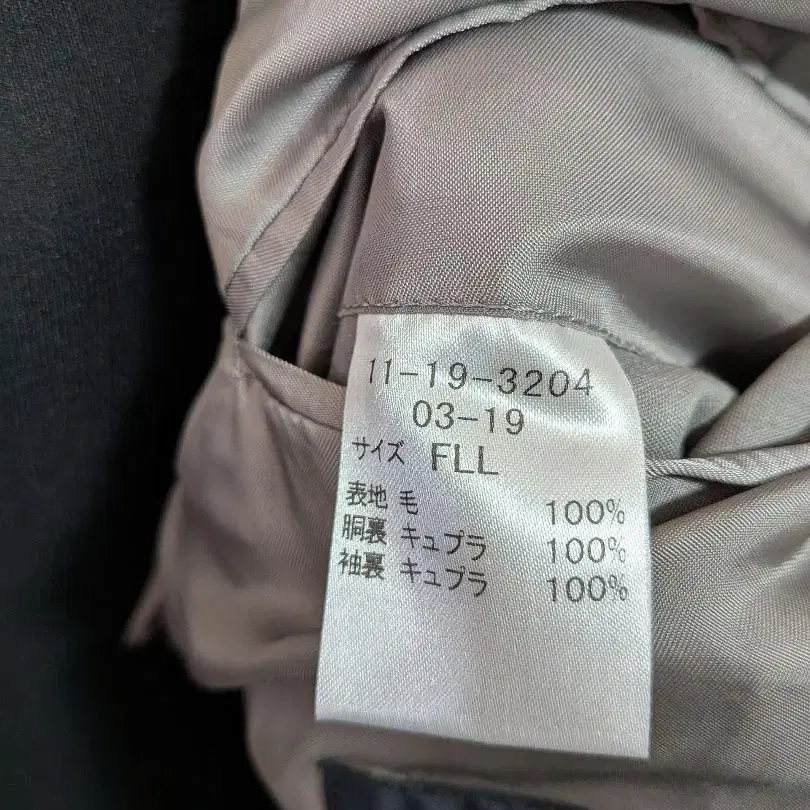 11-19-3204
03-19
サイズ FLL
表地 毛 100%
胴裏 キュプラ 100%
袖裏 キュプラ 100%